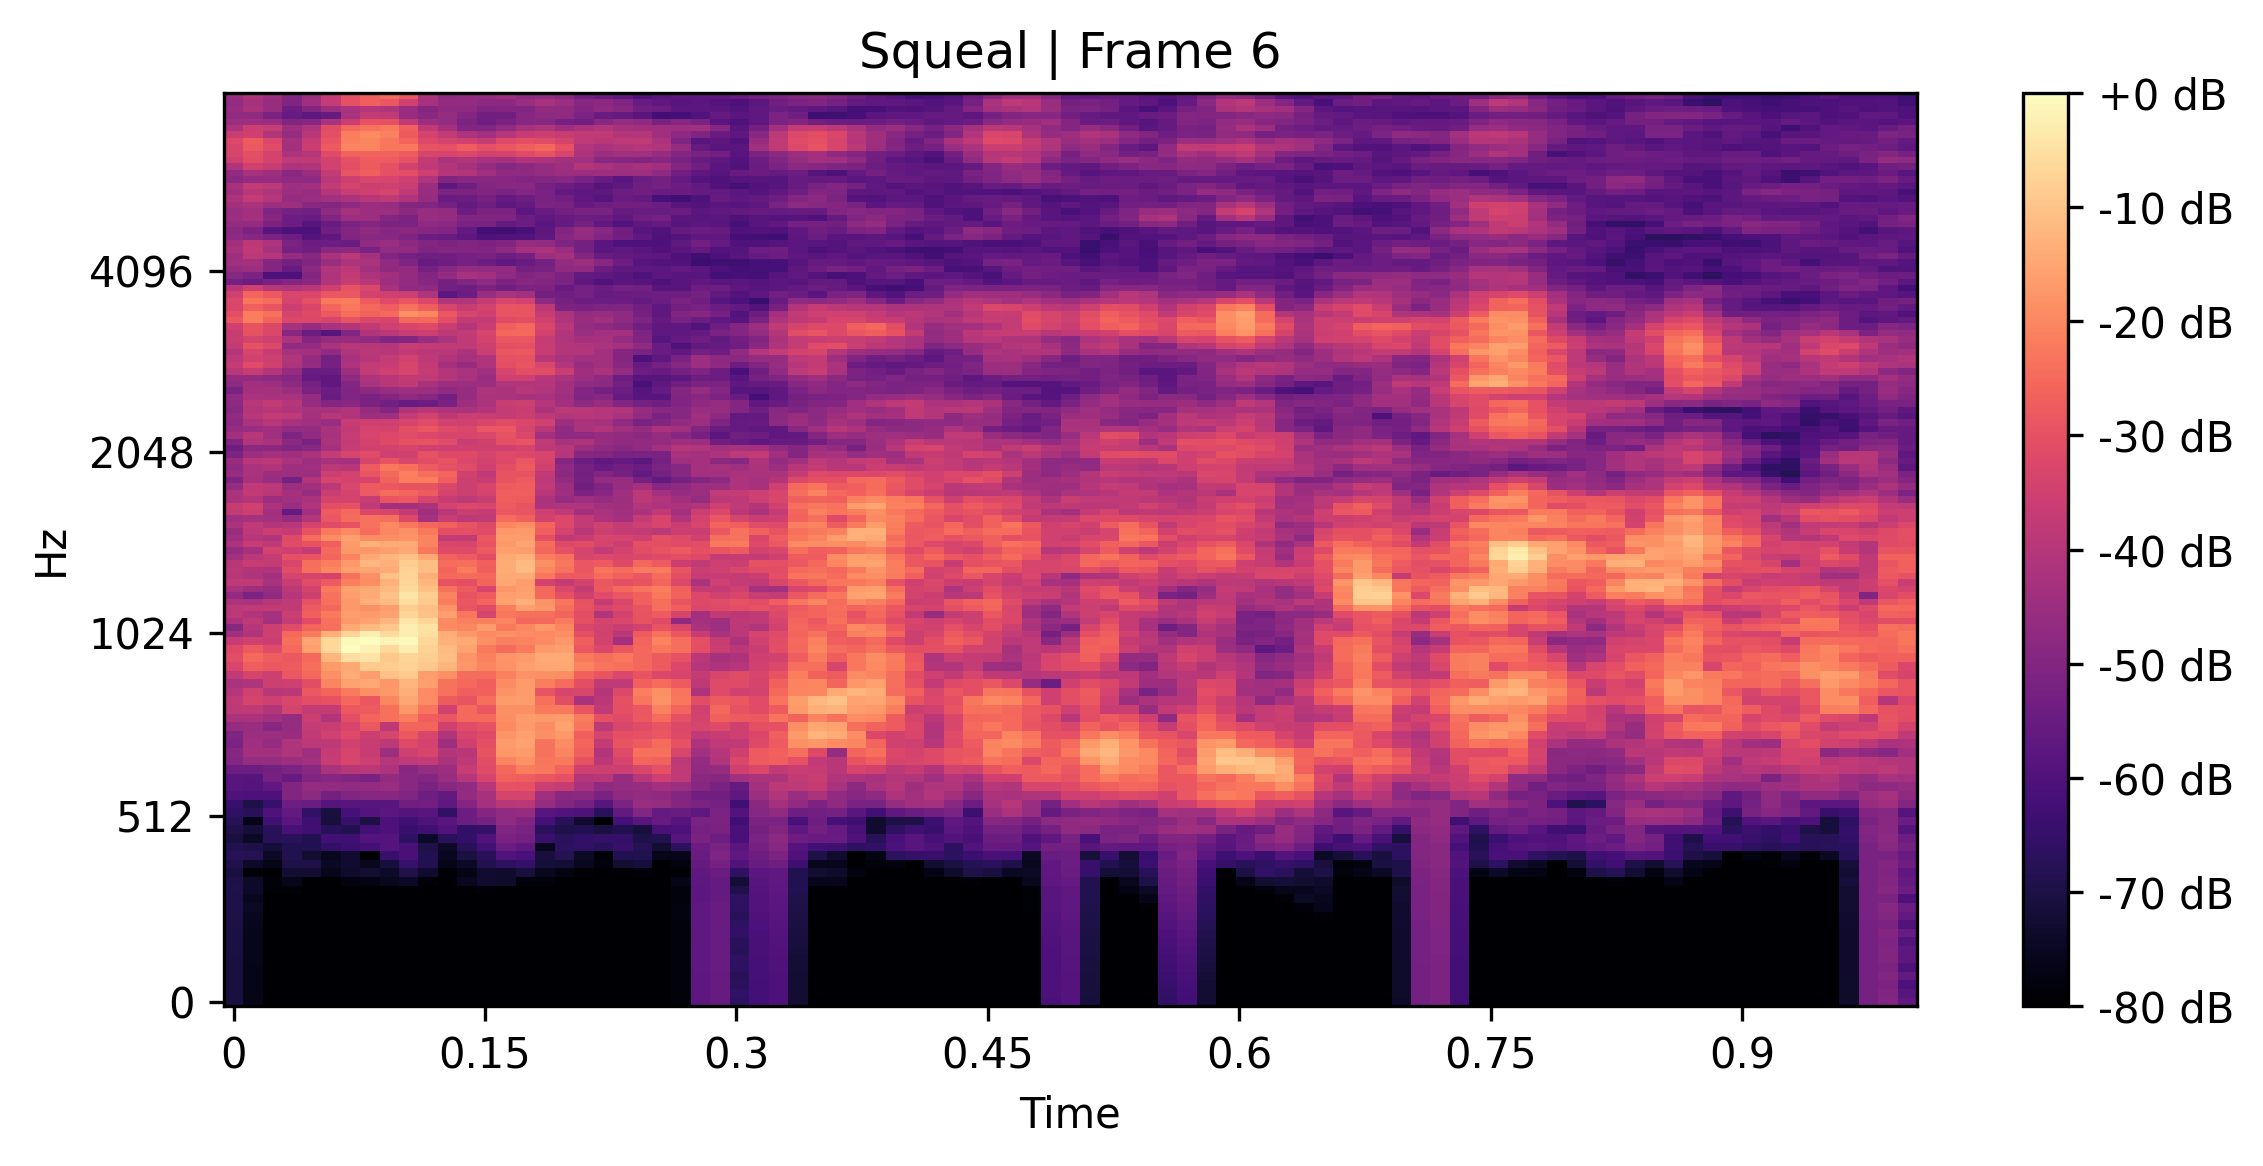 Squeal | Frame 6
Hz
4096
2048
1024
512
0
0 0.15 0.3 0.45 0.6 0.75 0.9
Time
+0 dB
-10 dB
-20 dB
-30 dB
-40 dB
-50 dB
-60 dB
-70 dB
-80 dB